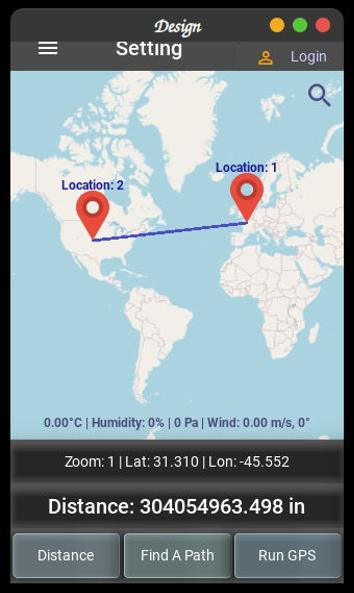 Design
Setting
Login
Location: 1
Location: 2
0.00°C | Humidity: 0% | 0 Pa | Wind: 0.00 m/s, 0°
Zoom: 1 | Lat: 31.310 | Lon: -45.552
Distance: 304054963.498 in
Distance
Find A Path
Run GPS